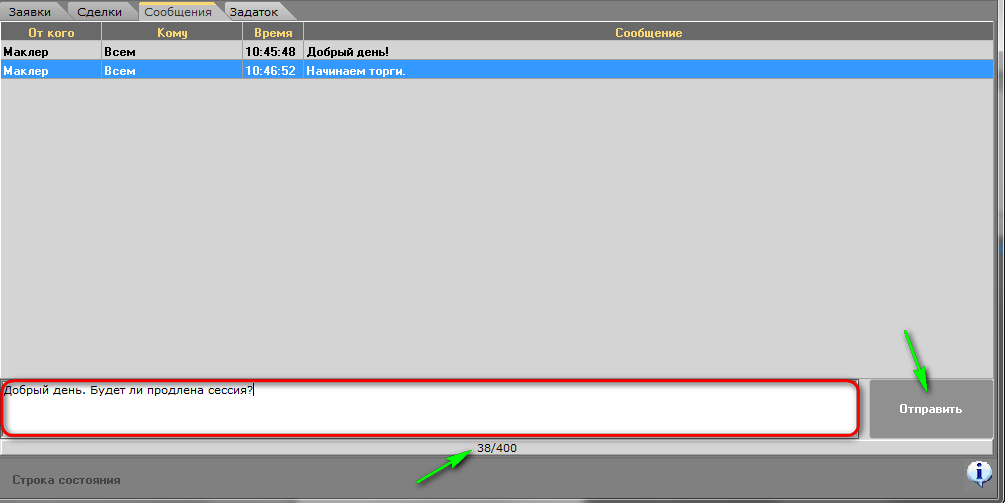 Заявки Сделки Сообщения Задаток
От кого Кому Время Сообщение
Маклер Всем 10:45:48 Добрый день!
Маклер Всем 10:46:52 Начинаем торги.
Добрый день. Будет ли продлена сессия?
Отправить
38/400
Строка состояния